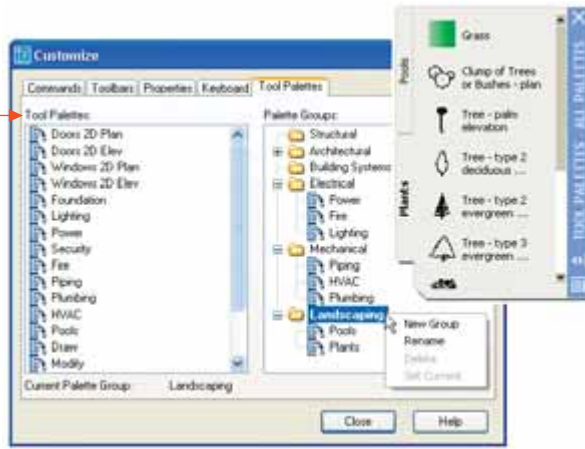 Customize
Commands
Toolbars
Properties
Keyboard
Tool Palettes
Tool Palettes:
Doors 2D Plan
Doors 2D Elev
Windows 2D Plan
Windows 2D Elev
Foundation
Lighting
Power
Security
Fire
Piping
Plumbing
HVAC
Pools
Draw
Modify
Palette Groups:
Structural
Architectural
Building Systems
Electrical
Power
Fire
Lighting
Mechanical
Piping
HVAC
Plumbing
Landscaping
Pools
Plants
New Group
Rename
Delete
Set Current
Current Palette Group:
Landscaping
Close
Help
Pools
Plants
Grass
Clump of Trees
or Bushes - plan
Tree - palm
elevation
Tree - type 2
deciduous ....
Tree - type 2
evergreen ....
Tree - type 3
evergreen ....
TOOL PALETTES - ALL PALETTES